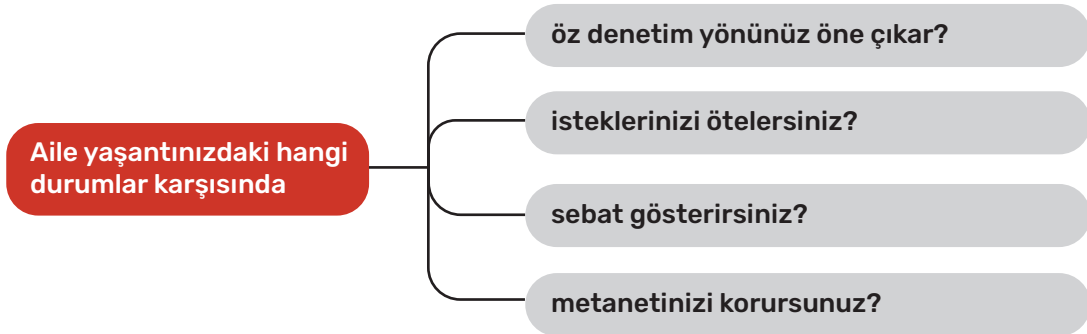 Aile yaşantınızdaki hangi
durumlar karşısında
öz denetim yönünüz öne çıkar?
isteklerinizi ötelersiniz?
sebat gösterirsiniz?
metanetinizi korursunuz?